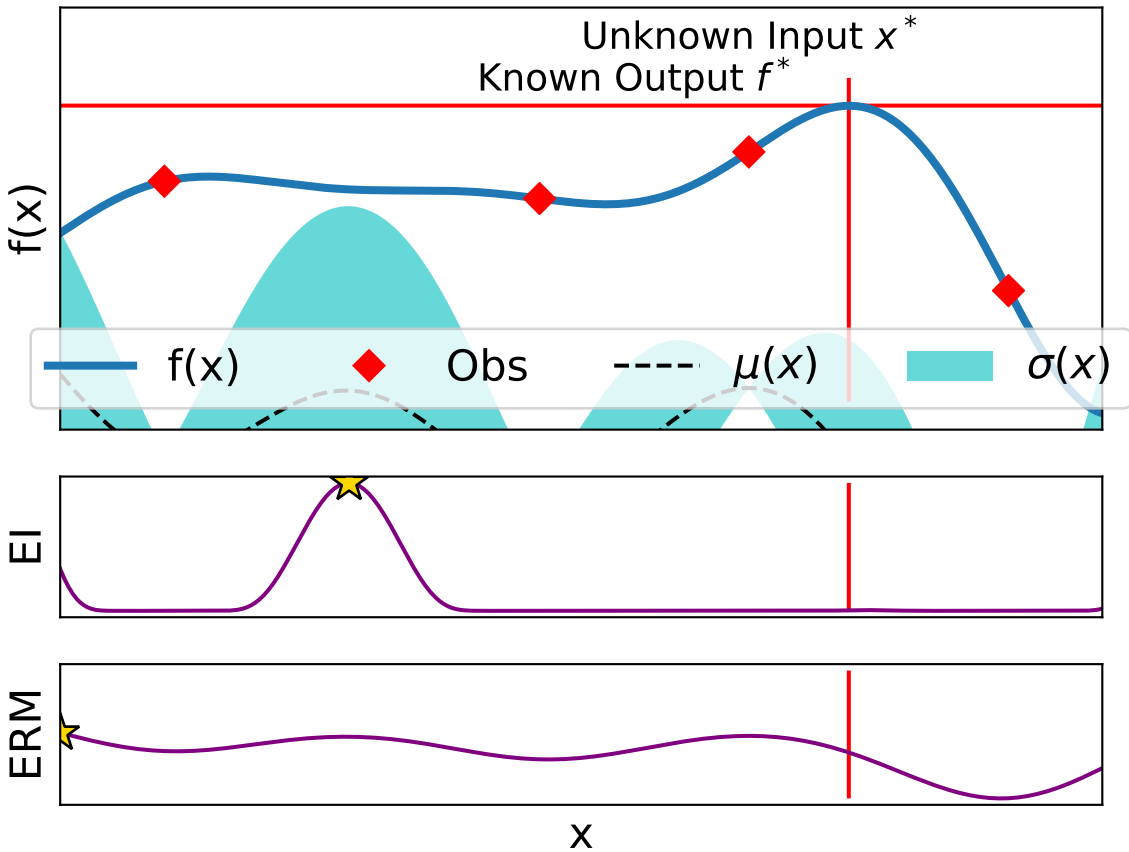 Unknown Input x*
Known Output f*
f(x)
f(x) Obs μ(x) σ(x)
EI
ERM
x